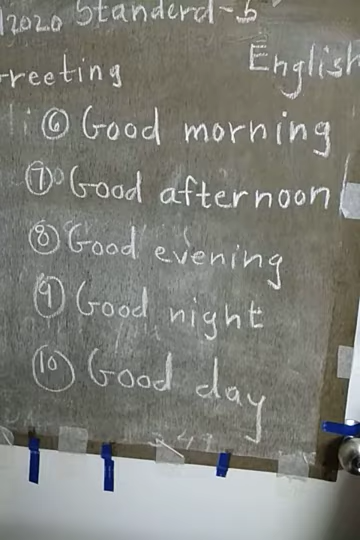 2020 Standerd-5
English
reeting
⑥ Good morning
⑦ Good afternoon
⑧ Good evening
⑨ Good night
⑩ Good day